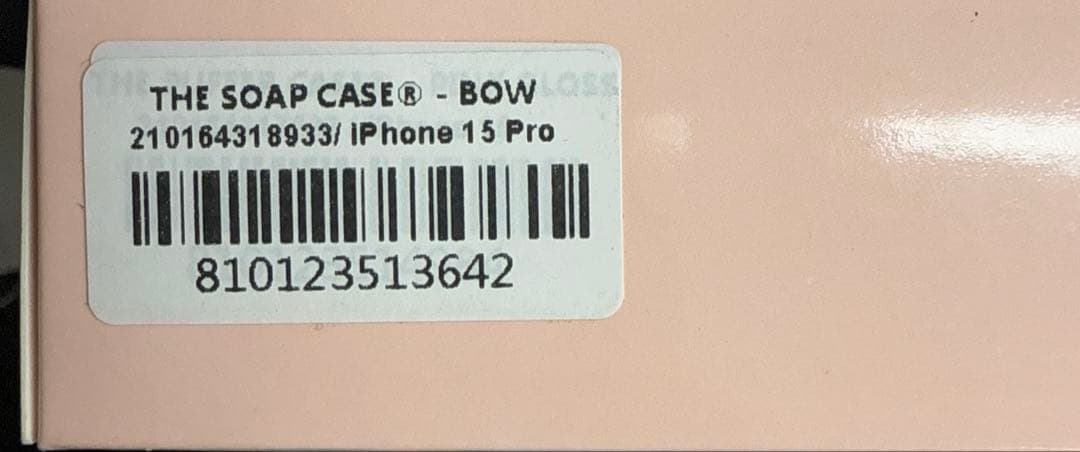 THE SOAP CASE® - BOW
210164318933/ iPhone 15 Pro
810123513642